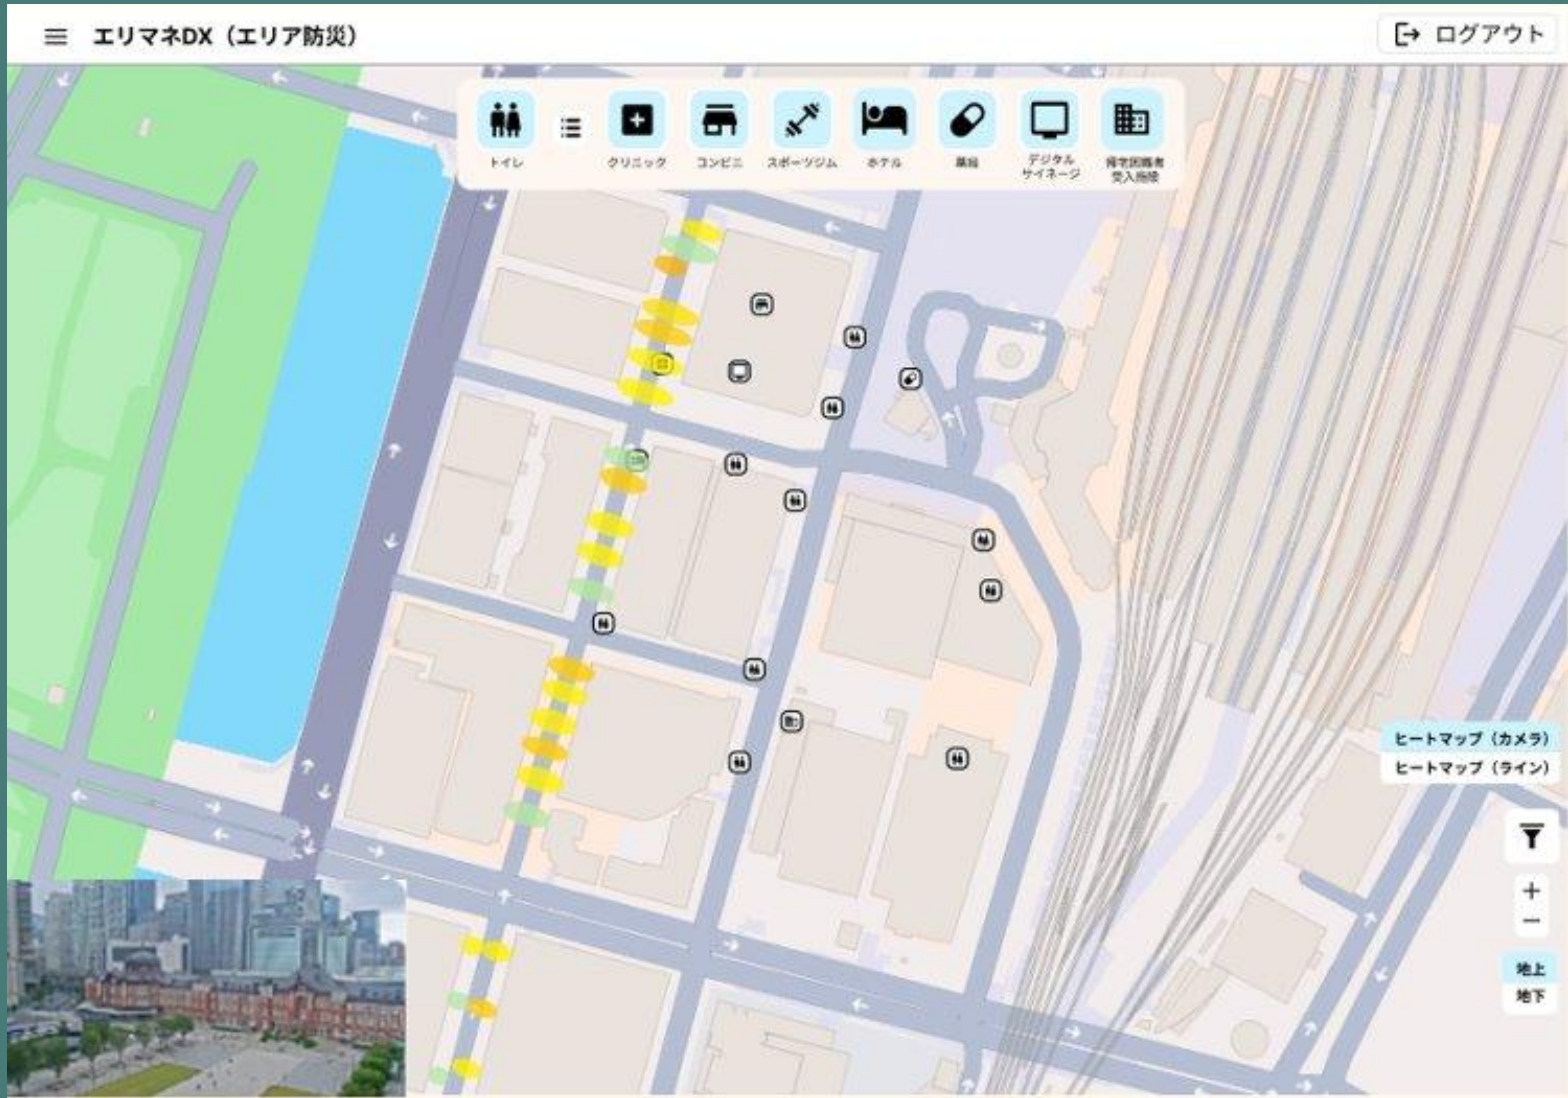 エリマネDX（エリア防災）
ログアウト
トイレ
クリニック
コンビニ
スポーツジム
ホテル
薬局
デジタル
サイネージ
帰宅困難者
受入施設
ヒートマップ（カメラ）
ヒートマップ（ライン）
地上
地下